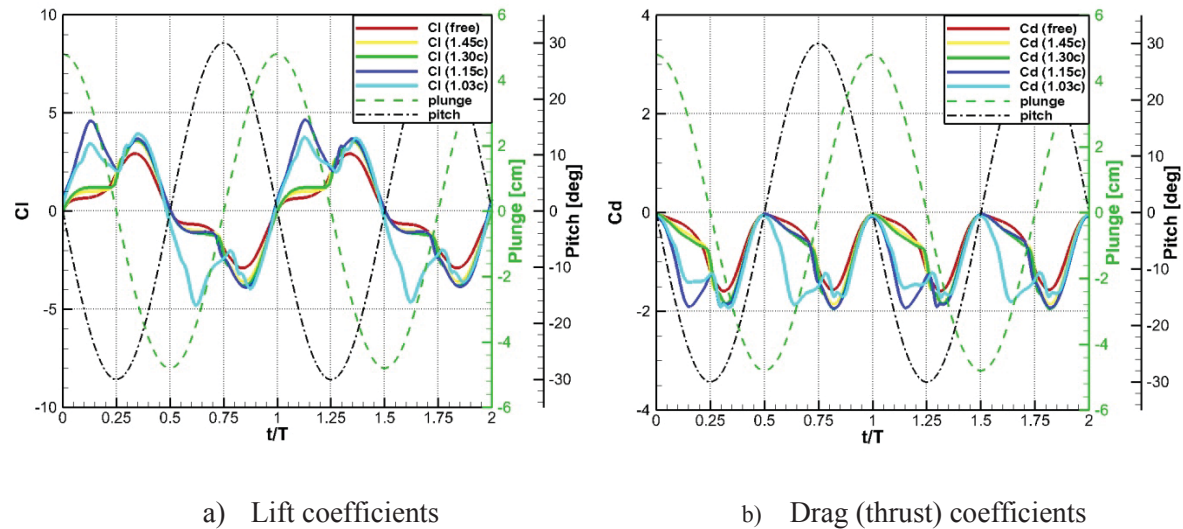 10
5
0
-5
-10
Cl
0 0.25 0.5 0.75 1 1.25 1.5 1.75 2
t/T
Cl (free)
Cl (1.45c)
Cl (1.30c)
Cl (1.15c)
Cl (1.03c)
plunge
pitch
6
4
2
0
-2
-4
-6
Plunge [cm]
30
20
10
0
-10
-20
-30
Pitch [deg]
4
2
0
-2
-4
Cd
0 0.25 0.5 0.75 1 1.25 1.5 1.75 2
t/T
Cd (free)
Cd (1.45c)
Cd (1.30c)
Cd (1.15c)
Cd (1.03c)
plunge
pitch
6
4
2
0
-2
-4
-6
Plunge [cm]
30
20
10
0
-10
-20
-30
Pitch [deg]
a) Lift coefficients
b) Drag (thrust) coefficients